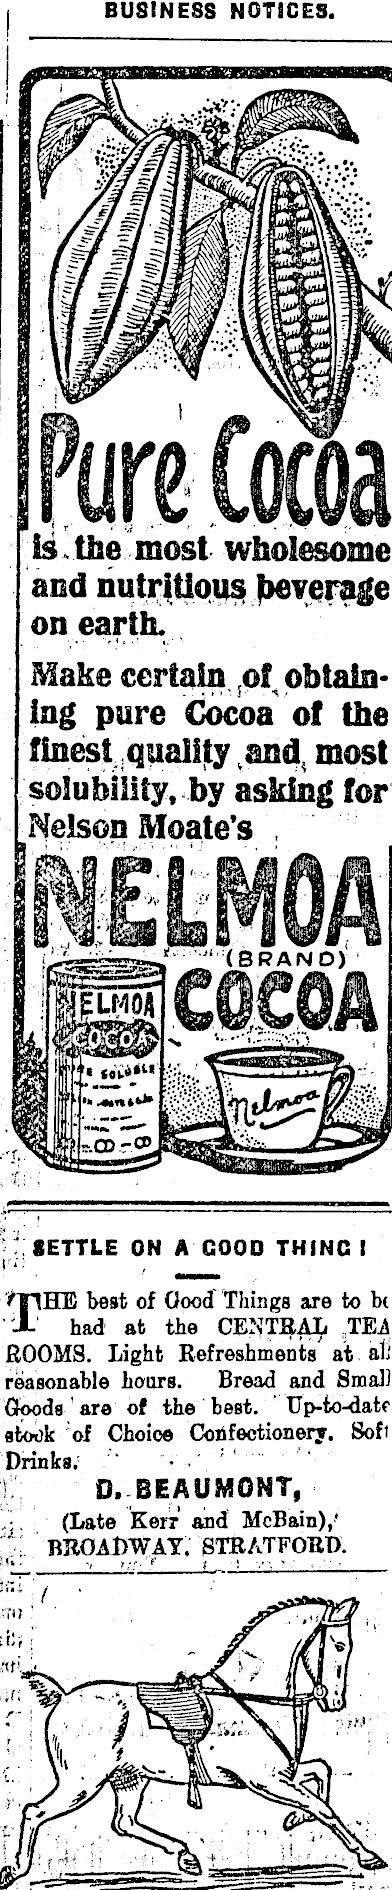 BUSINESS NOTICES.
Pure Cocoa
is the most wholesome
and nutritious beverage
on earth.
Make certain of obtain-
ing pure Cocoa of the
finest quality and most
solubility, by asking for
Nelson Moate's
NELMOA
(BRAND)
COCOA
NELMOA
COCOA
SOLUBLE
Nelmoa
SETTLE ON A GOOD THING!
THE best of Good Things are to be
had at the CENTRAL TEA
ROOMS. Light Refreshments at all
reasonable hours. Bread and Small
Goods are of the best. Up-to-date
stock of Choice Confectionery. Soft
Drinks.
D. BEAUMONT,
(Late Kerr and McBain),
BROADWAY, STRATFORD.